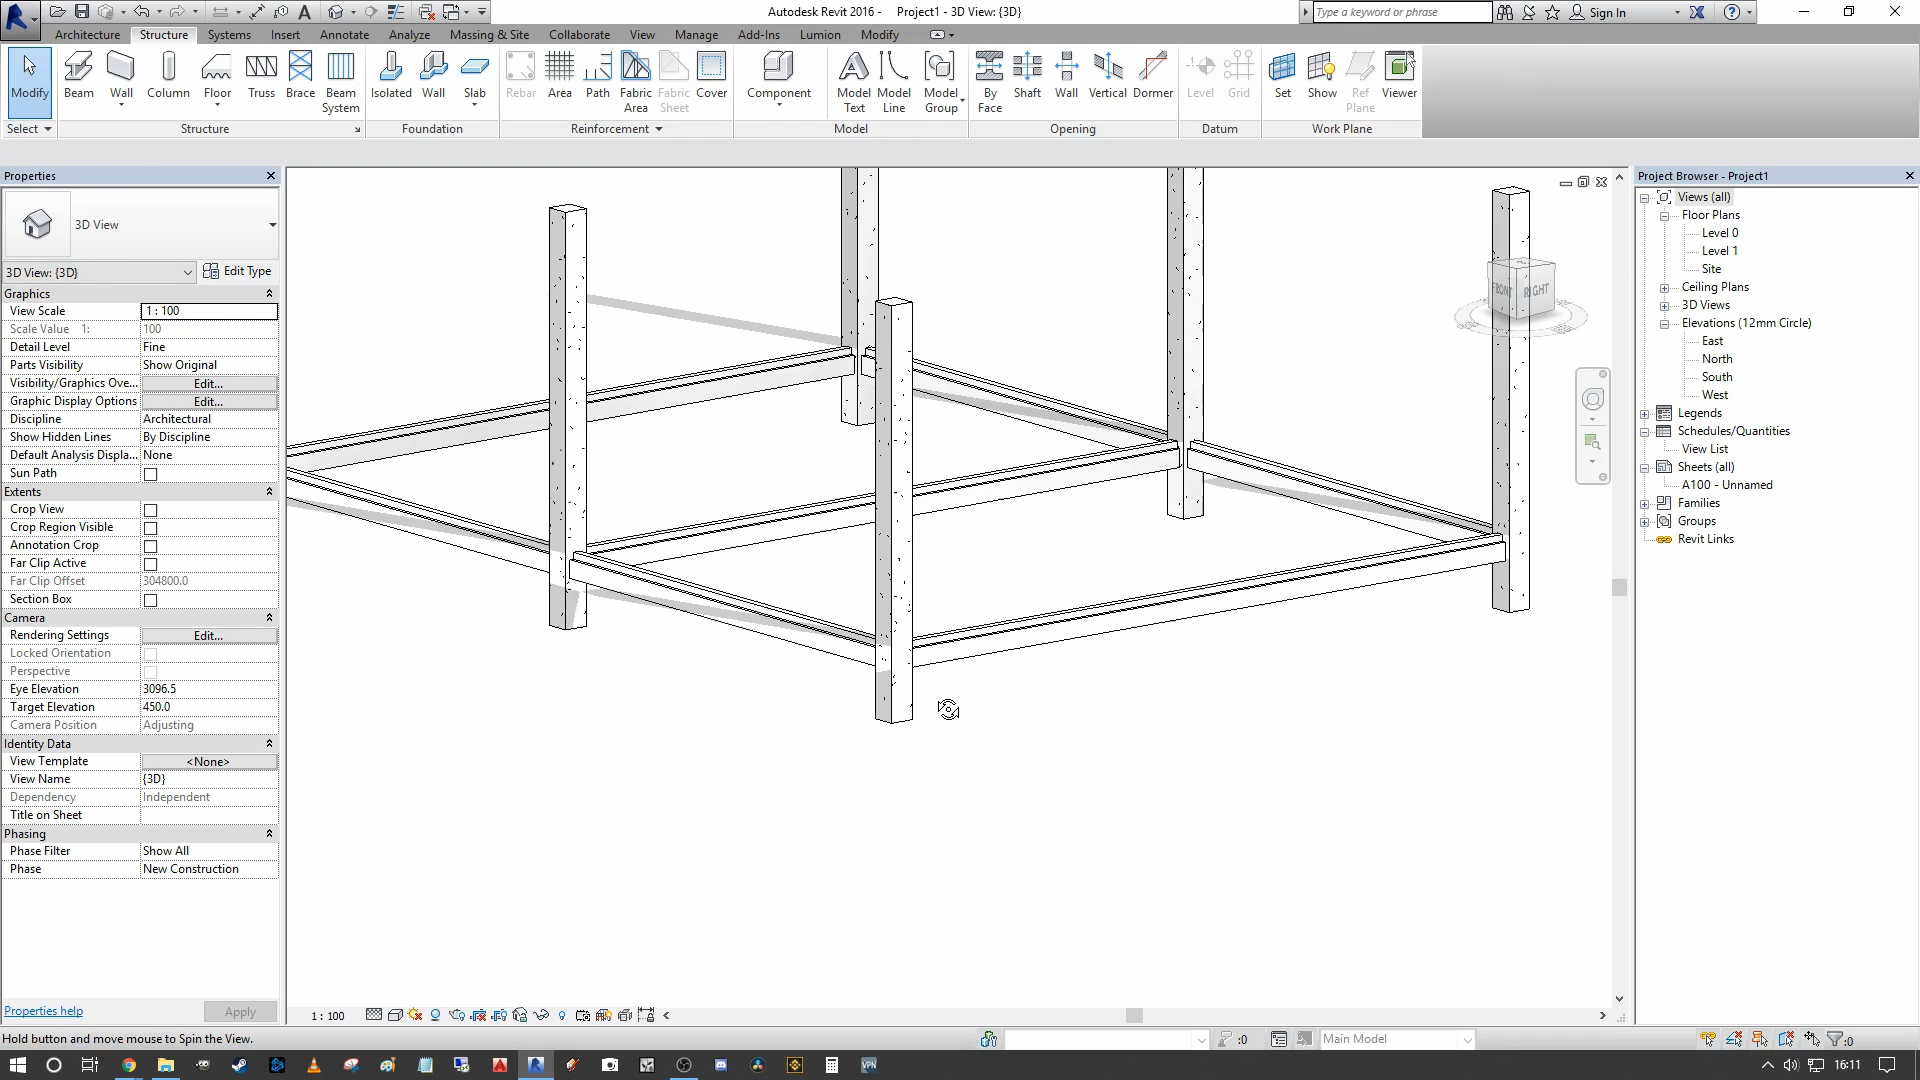 Autodesk Revit 2016 - Project1 - 3D View: {3D}
Type a keyword or phrase
Sign In
Architecture Structure Systems Insert Annotate Analyze Massing & Site Collaborate View Manage Add-Ins Lumion Modify
Modify Beam Wall Column Floor Truss Brace Beam System Isolated Wall Slab Rebar Area Path Fabric Area Fabric Sheet Cover Component Model Text Model Line Model Group By Face Shaft Wall Vertical Dormer Level Grid Set Show Ref Plane Viewer
Select Structure Foundation Reinforcement Model Opening Datum Work Plane
Properties
3D View
3D View: {3D} Edit Type
Graphics
View Scale 1 : 100
Scale Value 1: 100
Detail Level Fine
Parts Visibility Show Original
Visibility/Graphics Ove... Edit...
Graphic Display Options Edit...
Discipline Architectural
Show Hidden Lines By Discipline
Default Analysis Displa... None
Sun Path
Extents
Crop View
Crop Region Visible
Annotation Crop
Far Clip Active
Far Clip Offset 304800.0
Section Box
Camera
Rendering Settings Edit...
Locked Orientation
Perspective
Eye Elevation 3096.5
Target Elevation 450.0
Camera Position Adjusting
Identity Data
View Template <None>
View Name {3D}
Dependency Independent
Title on Sheet
Phasing
Phase Filter Show All
Phase New Construction
Properties help Apply
FRONT RIGHT
Project Browser - Project1
Views (all)
Floor Plans
Level 0
Level 1
Site
Ceiling Plans
3D Views
Elevations (12mm Circle)
East
North
South
West
Legends
Schedules/Quantities
View List
Sheets (all)
A100 - Unnamed
Families
Groups
Revit Links
1 : 100
Hold button and move mouse to Spin the View.
:0
Main Model
:0
VPN
16:11